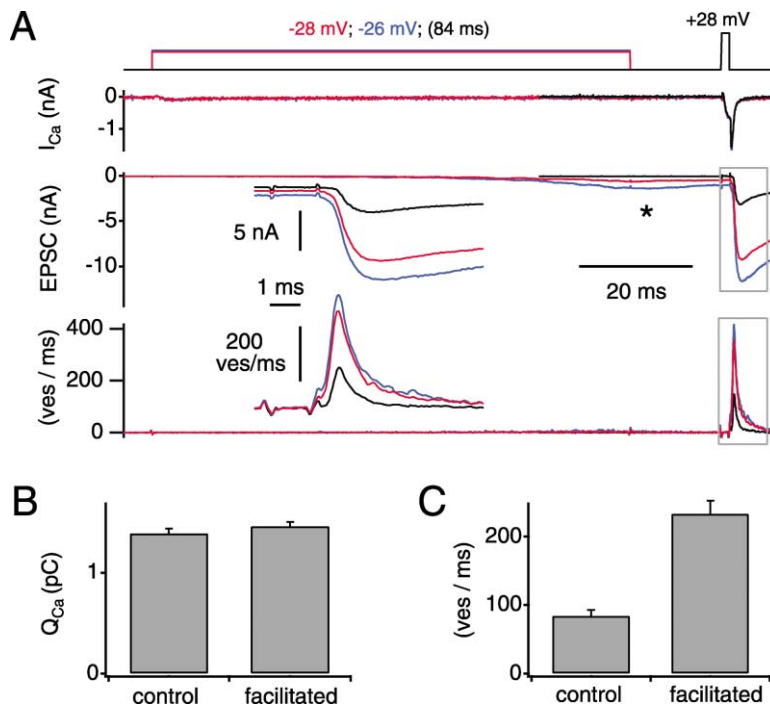 A
-28 mV; -26 mV; (84 ms)
+28 mV
I_Ca (nA)
0
-1
EPSC (nA)
0
-5
-10
5 nA
1 ms
*
20 ms
(ves / ms)
400
200
0
200
ves/ms
B
Q_Ca (pC)
1
0
control
facilitated
C
(ves / ms)
200
100
0
control
facilitated